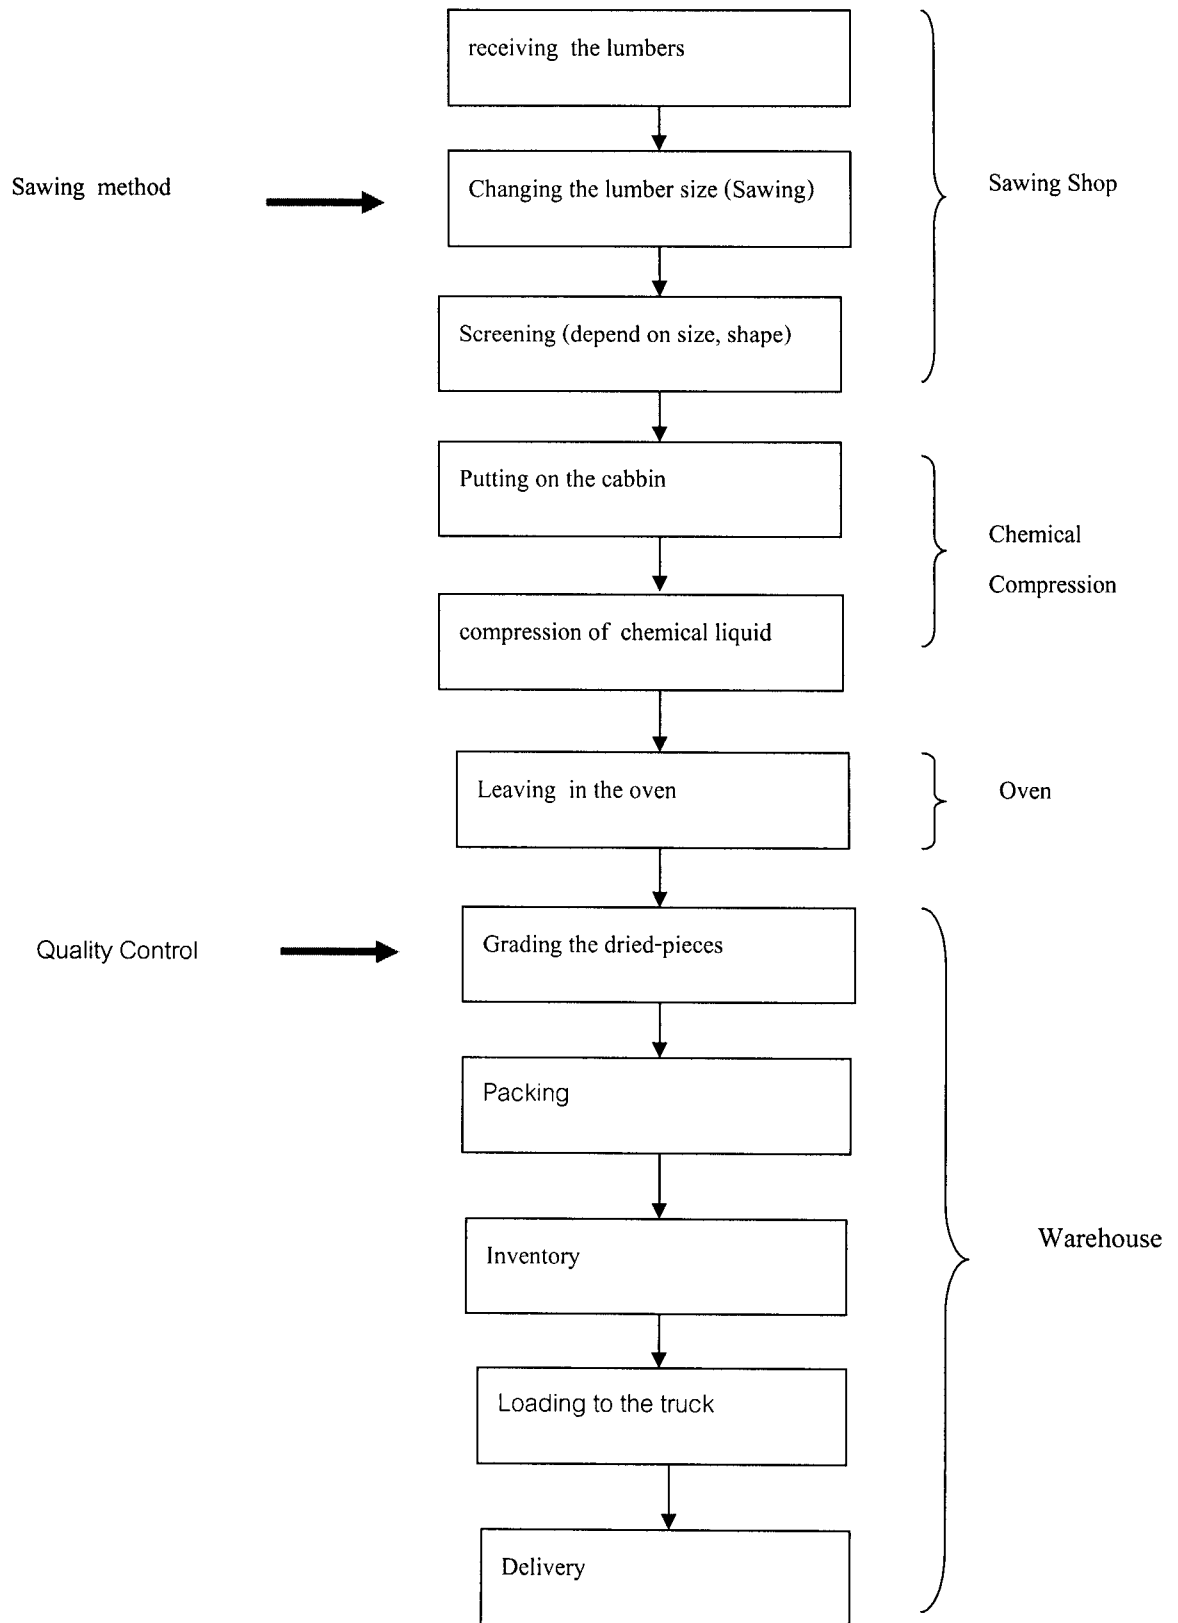 receiving the lumbers
Sawing method
Changing the lumber size (Sawing)
Sawing Shop
Screening (depend on size, shape)
Putting on the cabbin
Chemical
Compression
compression of chemical liquid
Leaving in the oven
Oven
Quality Control
Grading the dried-pieces
Packing
Inventory
Warehouse
Loading to the truck
Delivery